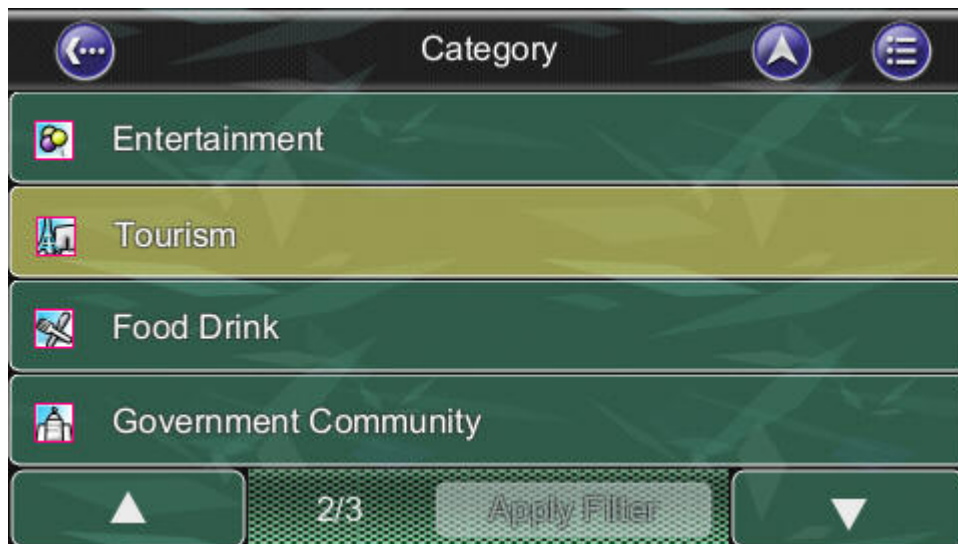 Category
Entertainment
Tourism
Food Drink
Government Community
2/3 Apply Filter